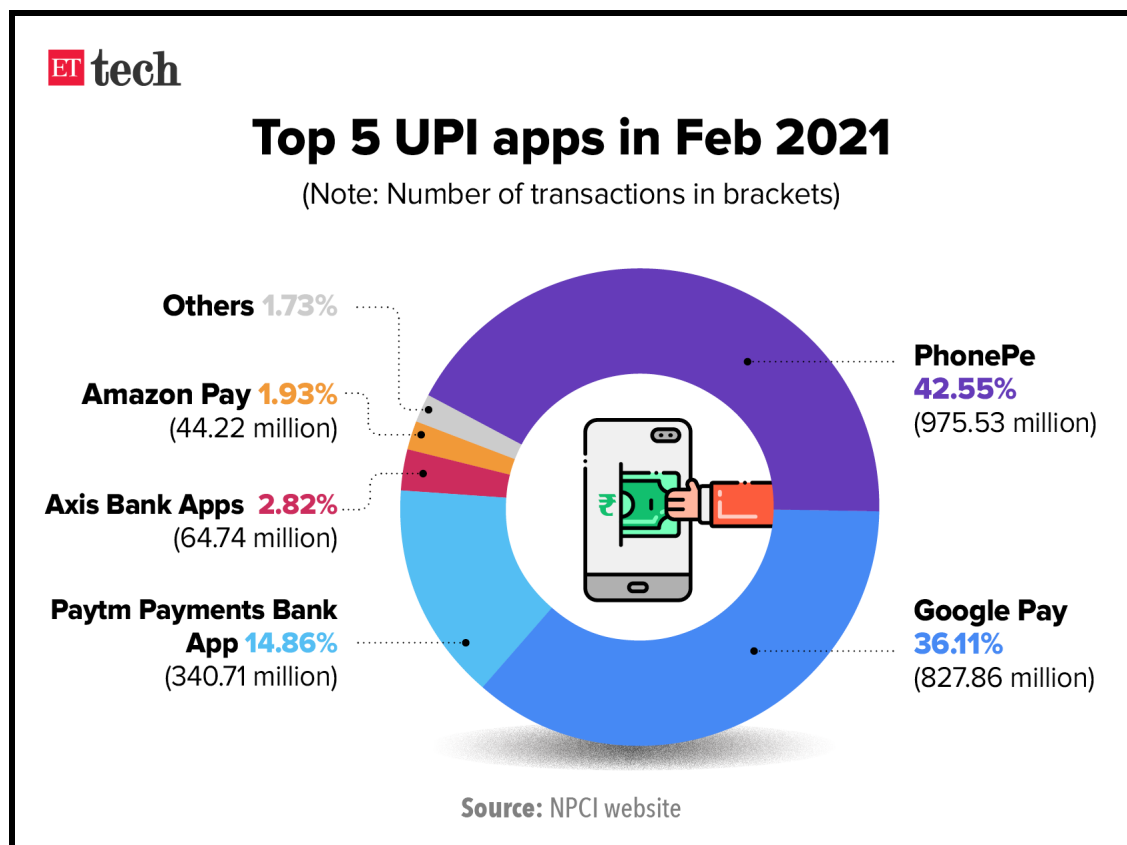 ET tech
Top 5 UPI apps in Feb 2021
(Note: Number of transactions in brackets)
Others 1.73%
Amazon Pay 1.93%
(44.22 million)
Axis Bank Apps 2.82%
(64.74 million)
Paytm Payments Bank
App 14.86%
(340.71 million)
PhonePe
42.55%
(975.53 million)
₹
Google Pay
36.11%
(827.86 million)
Source: NPCI website